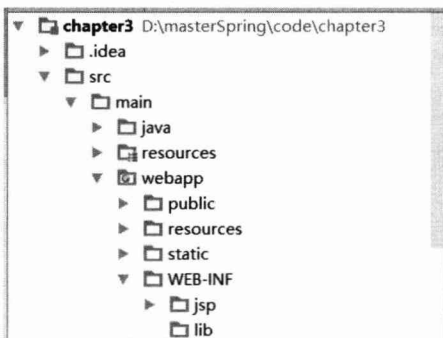 chapter3 D:\masterSpring\code\chapter3
.idea
src
main
java
resources
webapp
public
resources
static
WEB-INF
jsp
lib